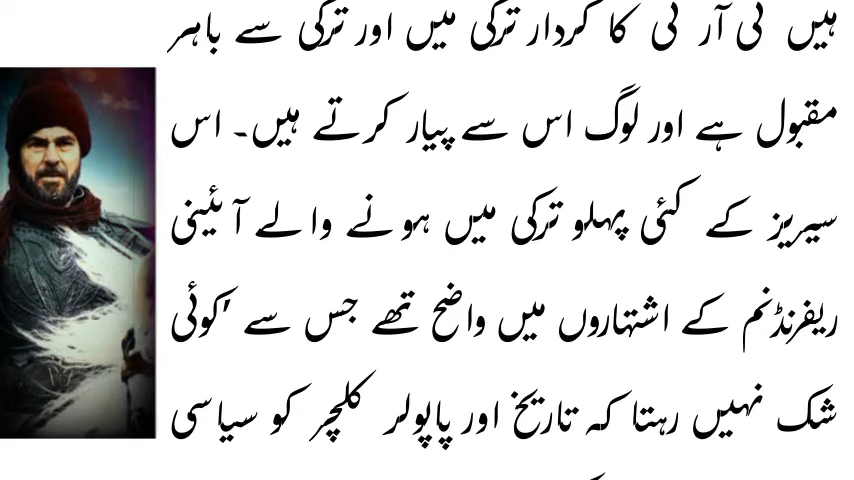 ہیں ٹی آر ٹی کا کردار ترکی میں اور ترکی سے باہر
مقبول ہے اور لوگ اس سے پیار کرتے ہیں۔ اس
سیریز کے کئی پہلو ترکی میں ہونے والے آئینی
ریفرنڈنم کے اشتہاروں میں واضح تھے جس سے 'کوئی
شک نہیں رہتا کہ تاریخ اور پاپولر کلچر کو سیاسی